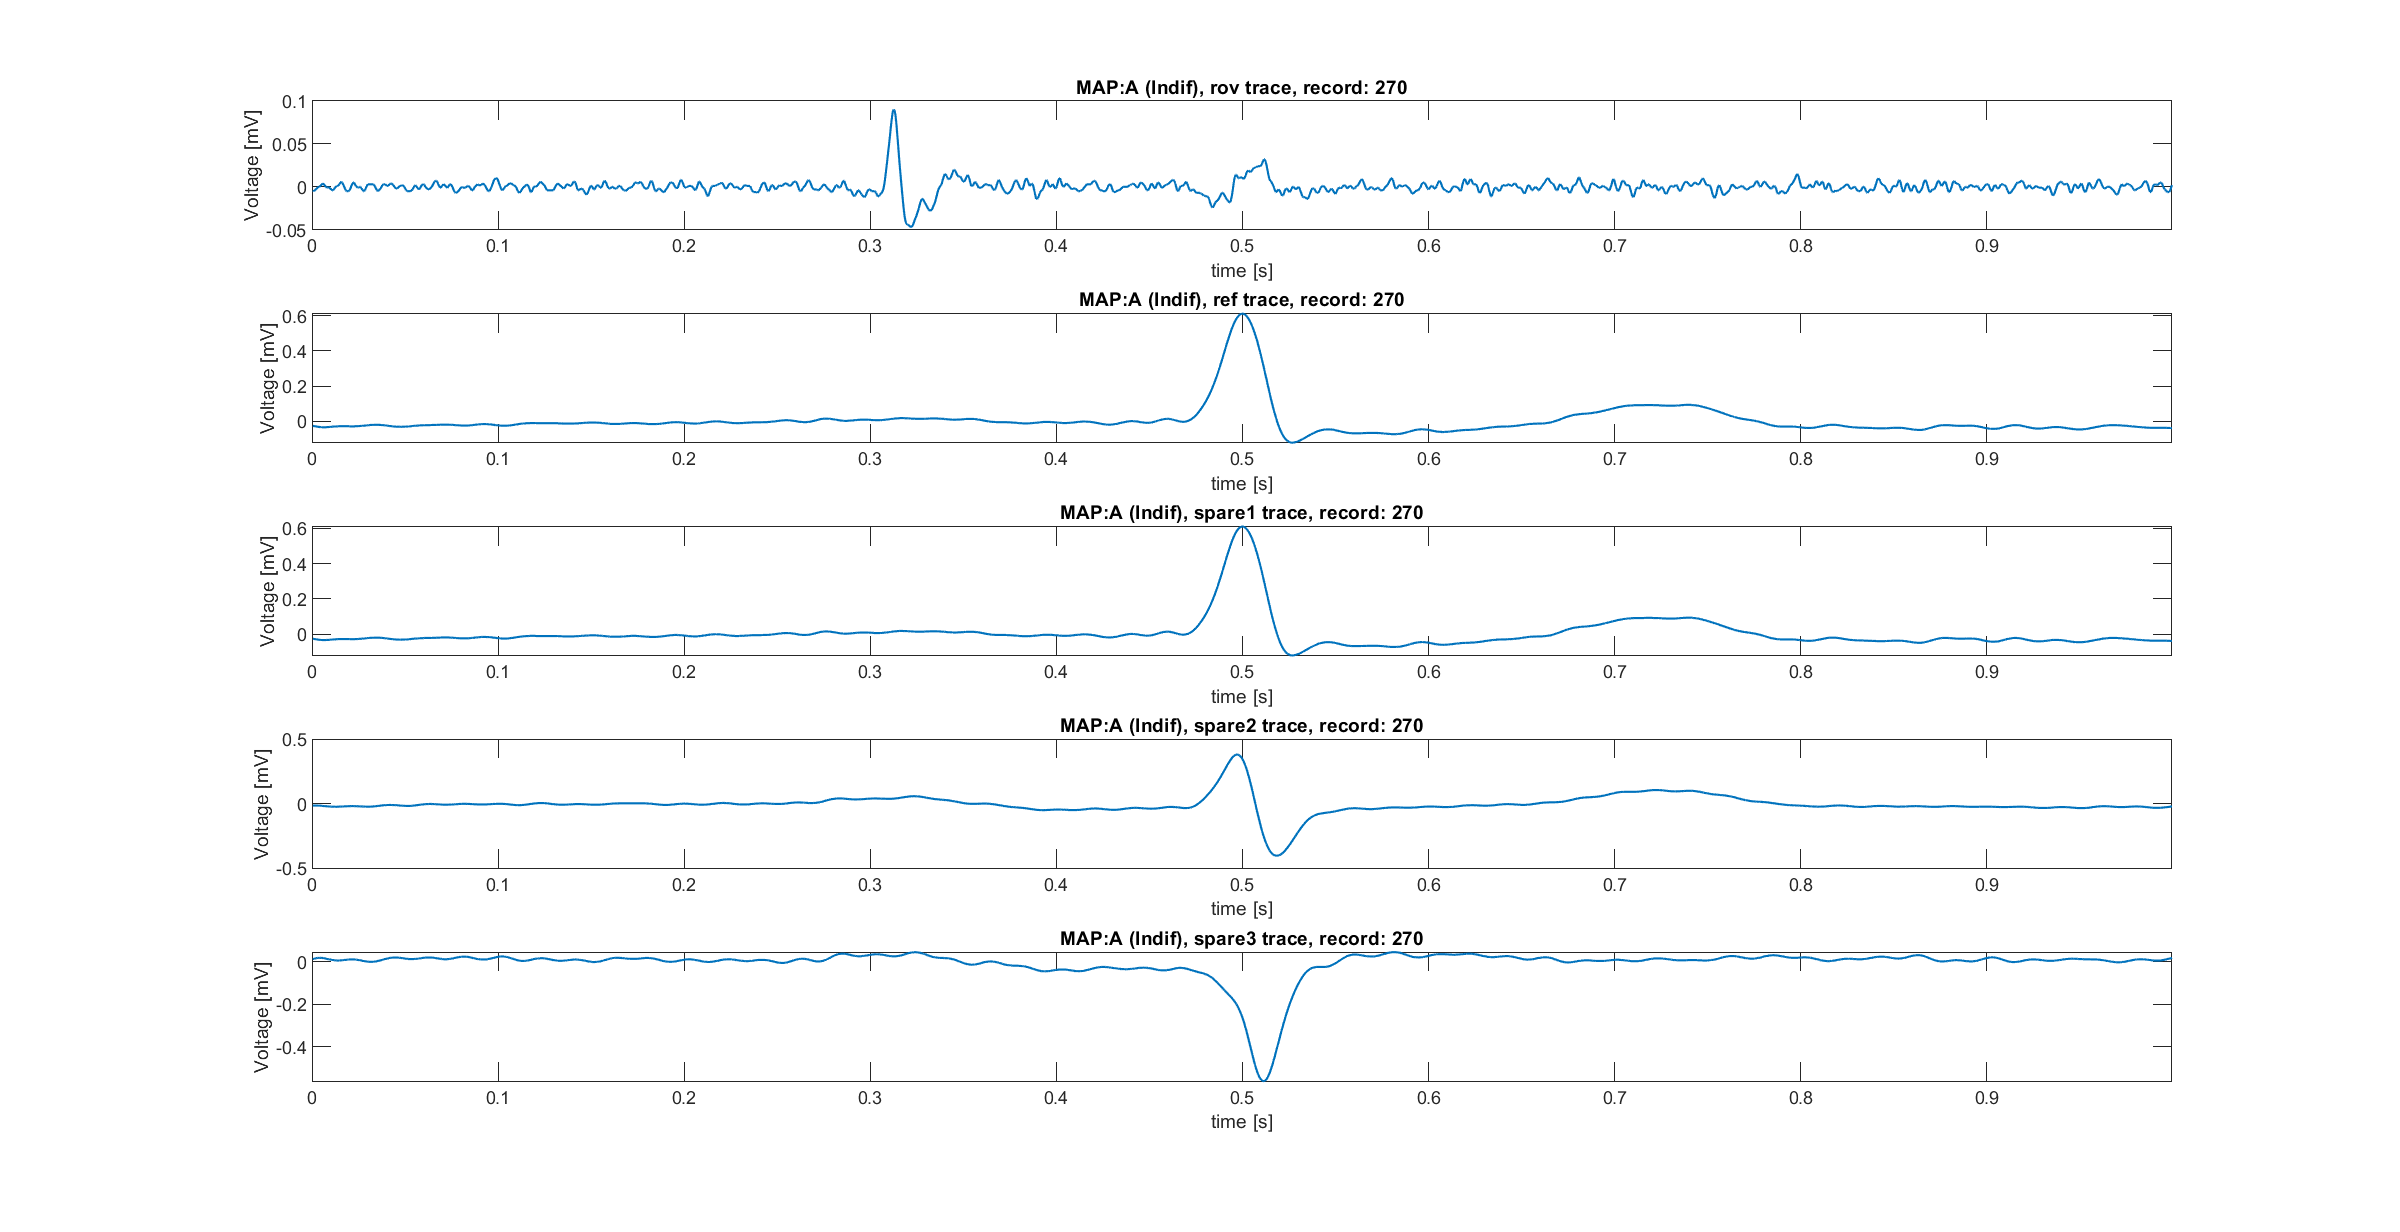 MAP:A (Indif), rov trace, record: 270
Voltage [mV]
0.1
0.05
0
-0.05
0 0.1 0.2 0.3 0.4 0.5 0.6 0.7 0.8 0.9
time [s]
MAP:A (Indif), ref trace, record: 270
Voltage [mV]
0.6
0.4
0.2
0
0 0.1 0.2 0.3 0.4 0.5 0.6 0.7 0.8 0.9
time [s]
MAP:A (Indif), spare1 trace, record: 270
Voltage [mV]
0.6
0.4
0.2
0
0 0.1 0.2 0.3 0.4 0.5 0.6 0.7 0.8 0.9
time [s]
MAP:A (Indif), spare2 trace, record: 270
Voltage [mV]
0.5
0
-0.5
0 0.1 0.2 0.3 0.4 0.5 0.6 0.7 0.8 0.9
time [s]
MAP:A (Indif), spare3 trace, record: 270
Voltage [mV]
0
-0.2
-0.4
0 0.1 0.2 0.3 0.4 0.5 0.6 0.7 0.8 0.9
time [s]